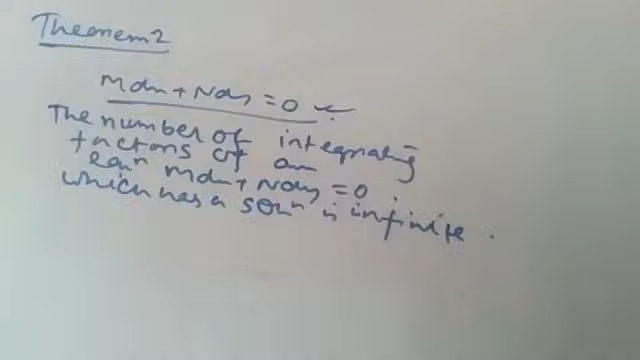 Theorem 2
Mdx + Ndy = 0
The number of integrating
factors of an
eqn Mdx + Ndy = 0
which has a soln is infinite.